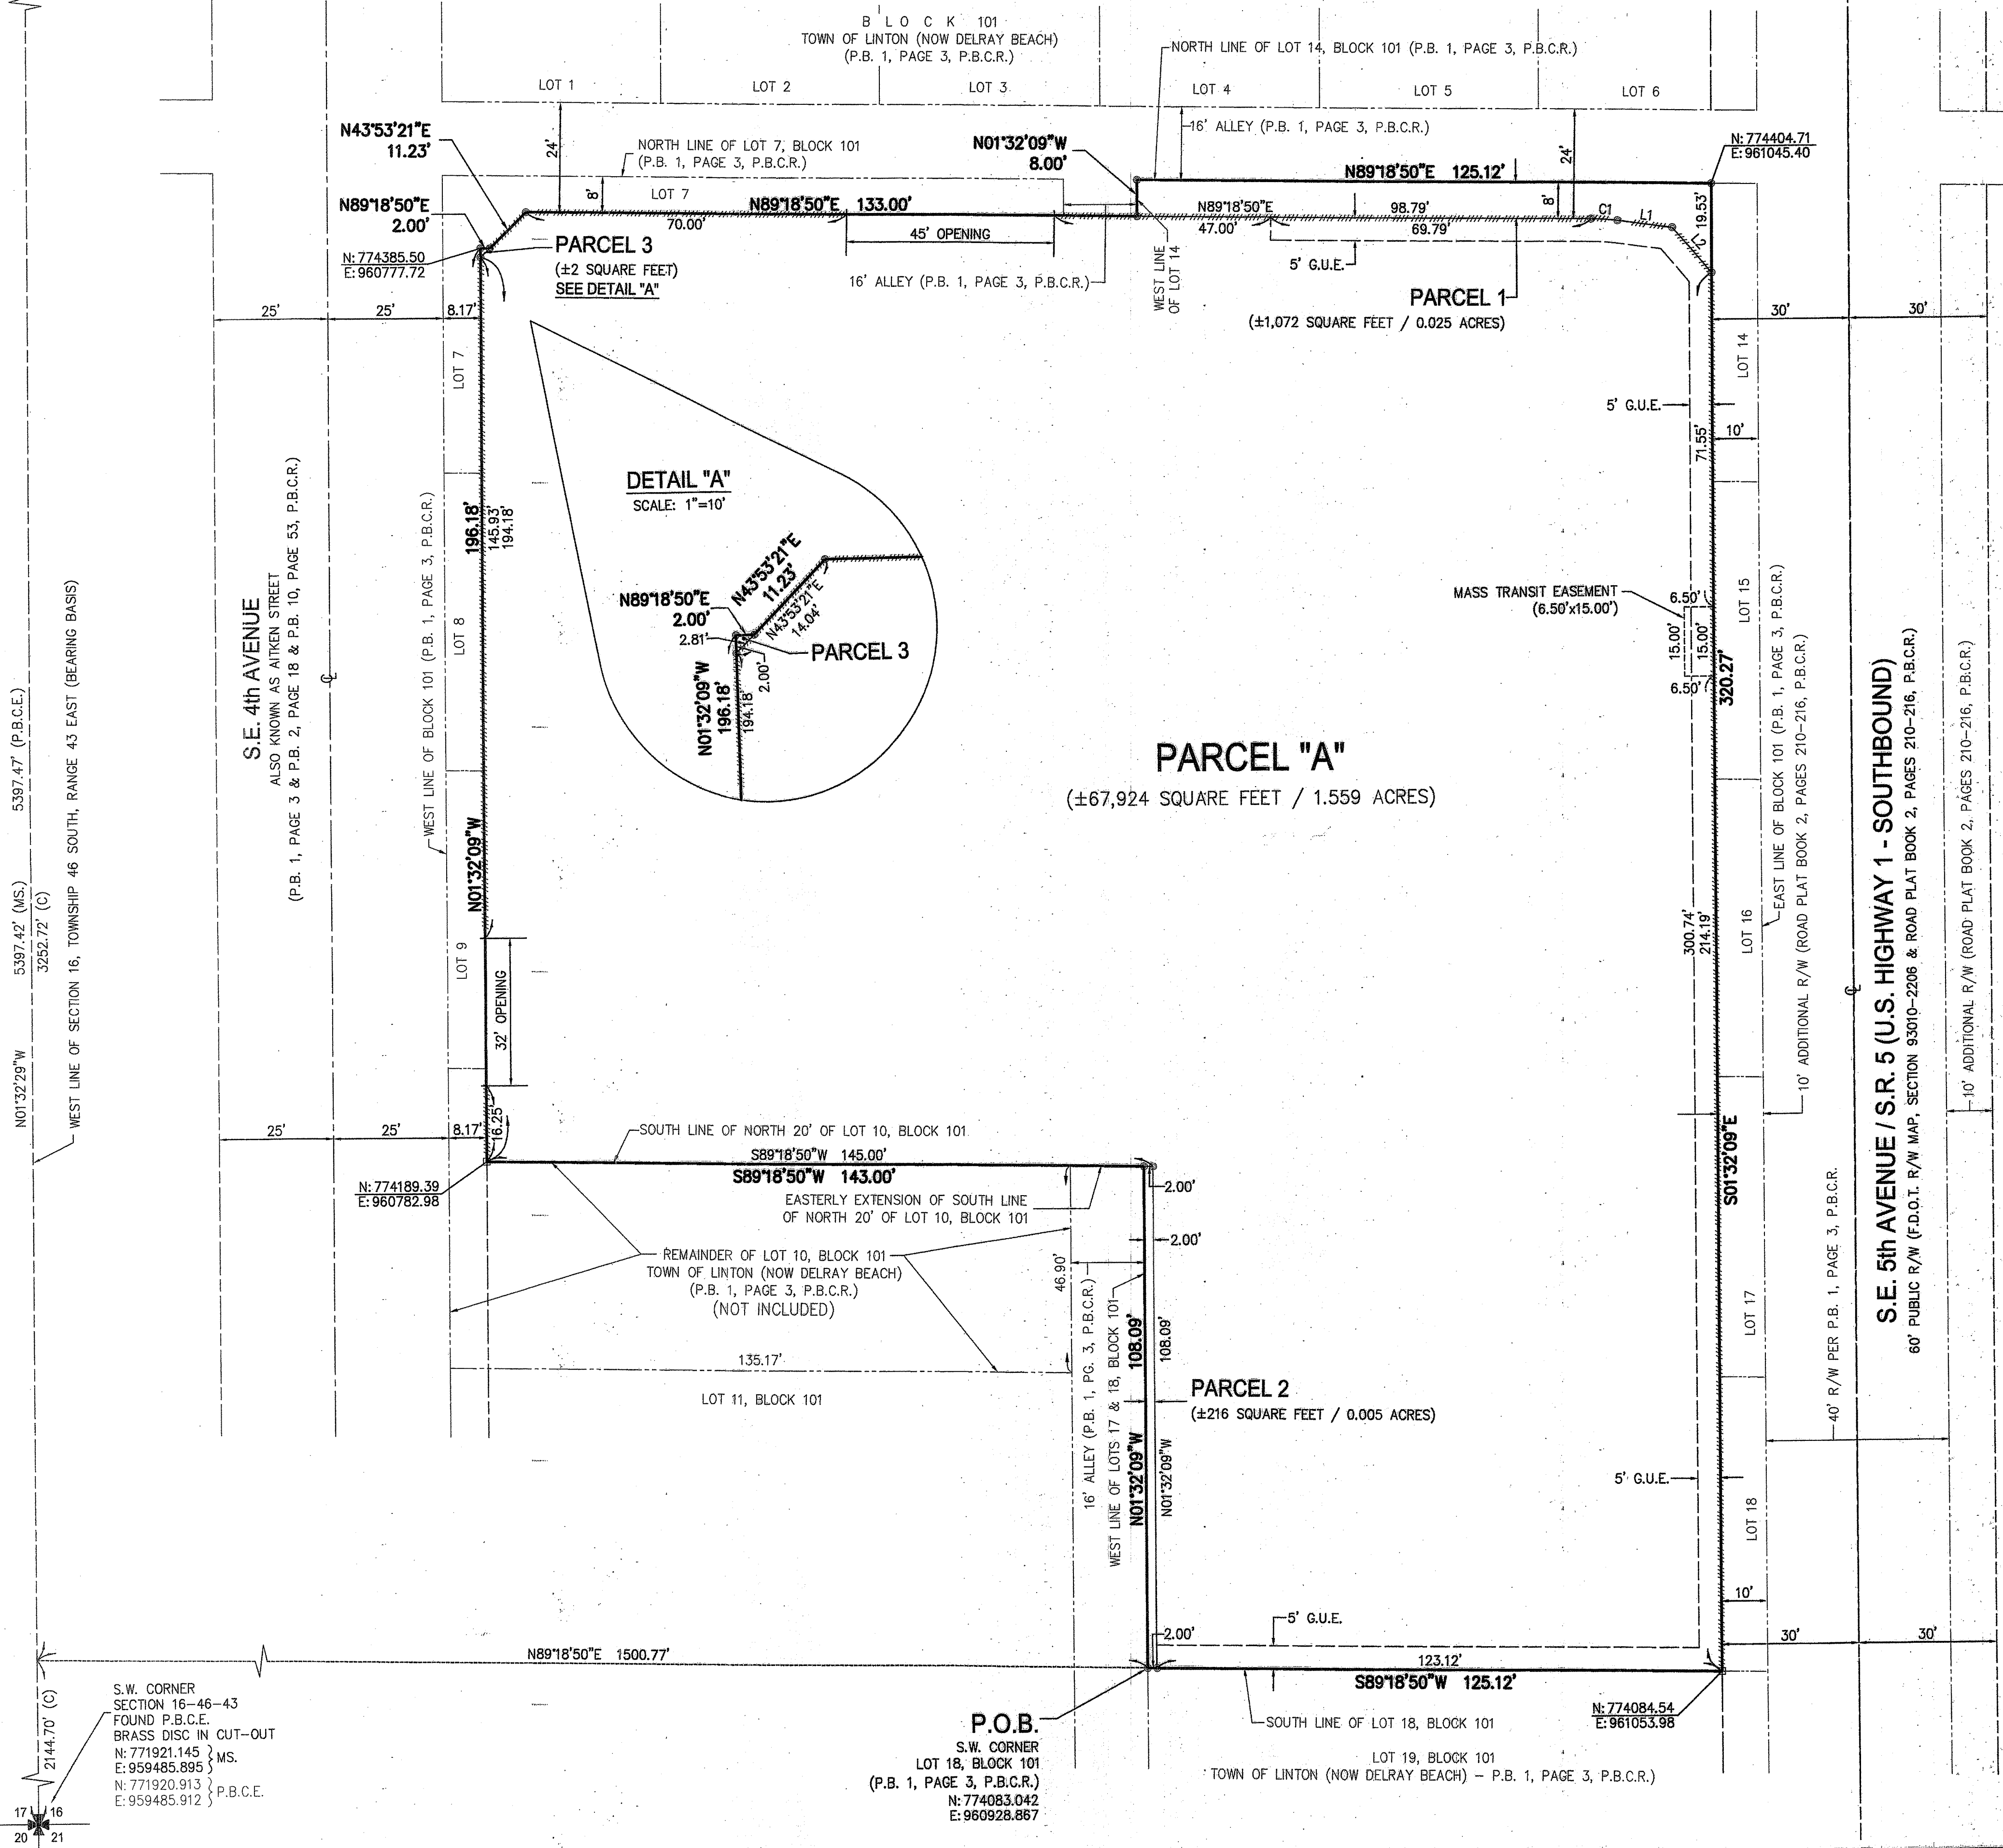 BLOCK 101
TOWN OF LINTON (NOW DELRAY BEACH)
(P.B. 1, PAGE 3, P.B.C.R.)
NORTH LINE OF LOT 14, BLOCK 101 (P.B. 1, PAGE 3, P.B.C.R.)
LOT 1
LOT 2
LOT 3
LOT 4
LOT 5
LOT 6
N43°53'21"E
11.23'
24'
NORTH LINE OF LOT 7, BLOCK 101
(P.B. 1, PAGE 3, P.B.C.R.)
N01°32'09"W
8.00'
16' ALLEY (P.B. 1, PAGE 3, P.B.C.R.)
24'
N: 774404.71
E: 961045.40
N89°18'50"E 125.12'
N89°18'50"E
2.00'
8'
LOT 7
N89°18'50"E 133.00'
70.00'
45' OPENING
N89°18'50"E
47.00'
98.79'
69.79'
8'
C1
L1
L2
19.53'
N: 774385.50
E: 960777.72
PARCEL 3
(±2 SQUARE FEET)
SEE DETAIL "A"
16' ALLEY (P.B. 1, PAGE 3, P.B.C.R.)
WEST LINE
OF LOT 14
5' G.U.E.
PARCEL 1
(±1,072 SQUARE FEET / 0.025 ACRES)
25'
25'
8.17'
30'
30'
LOT 7
LOT 14
5' G.U.E.
10'
71.55'
DETAIL "A"
SCALE: 1"=10'
N43°53'21"E
11.23'
N43°53'21"E
14.04'
N89°18'50"E
2.00'
2.81'
PARCEL 3
2.00'
N01°32'09"W
196.18'
194.18'
196.18'
145.93'
194.18'
N01°32'09"W
WEST LINE OF BLOCK 101 (P.B. 1, PAGE 3, P.B.C.R.)
LOT 8
LOT 9
S.E. 4th AVENUE
ALSO KNOWN AS AITKEN STREET
(P.B. 1, PAGE 3 & P.B. 2, PAGE 18 & P.B. 10, PAGE 53, P.B.C.R.)
N01°32'29"W
5397.42' (MS.)
5397.47' (P.B.C.E.)
3252.72' (C)
WEST LINE OF SECTION 16, TOWNSHIP 46 SOUTH, RANGE 43 EAST (BEARING BASIS)
MASS TRANSIT EASEMENT
(6.50'x15.00')
6.50'
15.00'
15.00'
6.50'
320.27'
LOT 15
PARCEL "A"
(±67,924 SQUARE FEET / 1.559 ACRES)
300.74'
214.19'
LOT 16
EAST LINE OF BLOCK 101 (P.B. 1, PAGE 3, P.B.C.R.)
10' ADDITIONAL R/W (ROAD PLAT BOOK 2, PAGES 210-216, P.B.C.R.)
S.E. 5th AVENUE / S.R. 5 (U.S. HIGHWAY 1 - SOUTHBOUND)
60' PUBLIC R/W (F.D.O.T. R/W MAP, SECTION 93010-2206 & ROAD PLAT BOOK 2, PAGES 210-216, P.B.C.R.)
10' ADDITIONAL R/W (ROAD PLAT BOOK 2, PAGES 210-216, P.B.C.R.)
40' R/W PER P.B. 1, PAGE 3, P.B.C.R.
S01°32'09"E
32' OPENING
16.25'
25'
25'
8.17'
SOUTH LINE OF NORTH 20' OF LOT 10, BLOCK 101
S89°18'50"W 145.00'
S89°18'50"W 143.00'
EASTERLY EXTENSION OF SOUTH LINE
OF NORTH 20' OF LOT 10, BLOCK 101
N: 774189.39
E: 960782.98
2.00'
2.00'
REMAINDER OF LOT 10, BLOCK 101
TOWN OF LINTON (NOW DELRAY BEACH)
(P.B. 1, PAGE 3, P.B.C.R.)
(NOT INCLUDED)
46.90'
135.17'
LOT 11, BLOCK 101
16' ALLEY (P.B. 1, PG. 3, P.B.C.R.)
WEST LINE OF LOTS 17 & 18, BLOCK 101
N01°32'09"W 108.09'
N01°32'09"W 108.09'
PARCEL 2
(±216 SQUARE FEET / 0.005 ACRES)
LOT 17
5' G.U.E.
LOT 18
10'
5' G.U.E.
2.00'
30'
30'
N89°18'50"E 1500.77'
123.12'
S89°18'50"W 125.12'
N: 774084.54
E: 961053.98
P.O.B.
S.W. CORNER
LOT 18, BLOCK 101
(P.B. 1, PAGE 3, P.B.C.R.)
N: 774083.042
E: 960928.867
SOUTH LINE OF LOT 18, BLOCK 101
LOT 19, BLOCK 101
TOWN OF LINTON (NOW DELRAY BEACH) - P.B. 1, PAGE 3, P.B.C.R.)
2144.70' (C)
S.W. CORNER
SECTION 16-46-43
FOUND P.B.C.E.
BRASS DISC IN CUT-OUT
N: 771921.145
E: 959485.895 MS.
N: 771920.913
E: 959485.912 P.B.C.E.
17 16
20 21